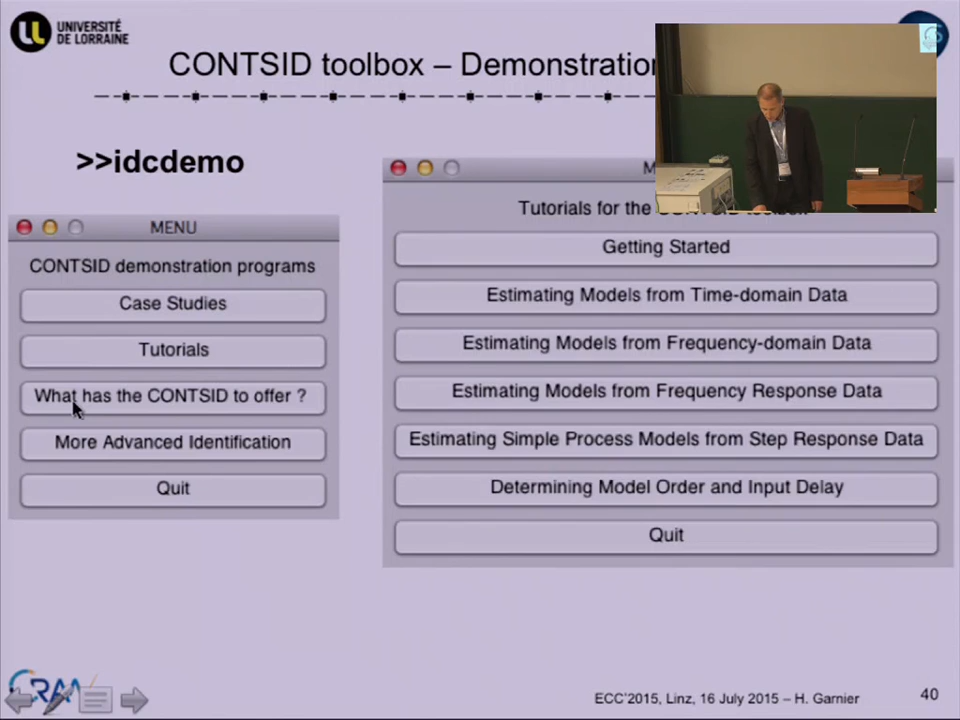 UNIVERSITÉ
DE LORRAINE
CONTSID toolbox – Demonstration
>>idcdemo
MENU
CONTSID demonstration programs
Case Studies
Tutorials
What has the CONTSID to offer ?
More Advanced Identification
Quit
Tutorials for the
Getting Started
Estimating Models from Time-domain Data
Estimating Models from Frequency-domain Data
Estimating Models from Frequency Response Data
Estimating Simple Process Models from Step Response Data
Determining Model Order and Input Delay
Quit
CRAN
ECC'2015, Linz, 16 July 2015 – H. Garnier
40